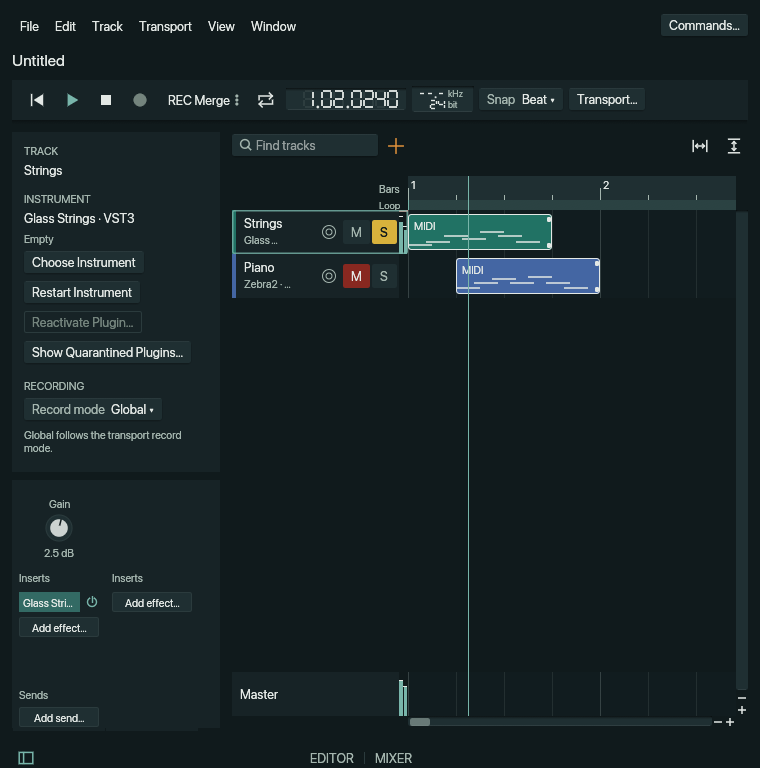 File Edit Track Transport View Window
Commands...
Untitled
REC Merge
1.02.0240
kHz
24 bit
Snap Beat
Transport...
TRACK
Strings
INSTRUMENT
Glass Strings · VST3
Empty
Choose Instrument
Restart Instrument
Reactivate Plugin...
Show Quarantined Plugins...
RECORDING
Record mode Global
Global follows the transport record
mode.
Gain
2.5 dB
Inserts Inserts
Glass Stri... Add effect...
Add effect...
Sends
Add send...
Find tracks
Bars 1 2
Loop
Strings M S
Glass ...
MIDI
Piano M S
Zebra2 · ...
MIDI
Master
EDITOR MIXER